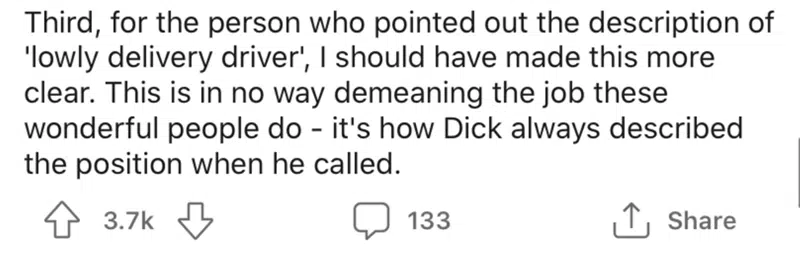 Third, for the person who pointed out the description of
'lowly delivery driver', I should have made this more
clear. This is in no way demeaning the job these
wonderful people do - it's how Dick always described
the position when he called.
3.7k 133 Share